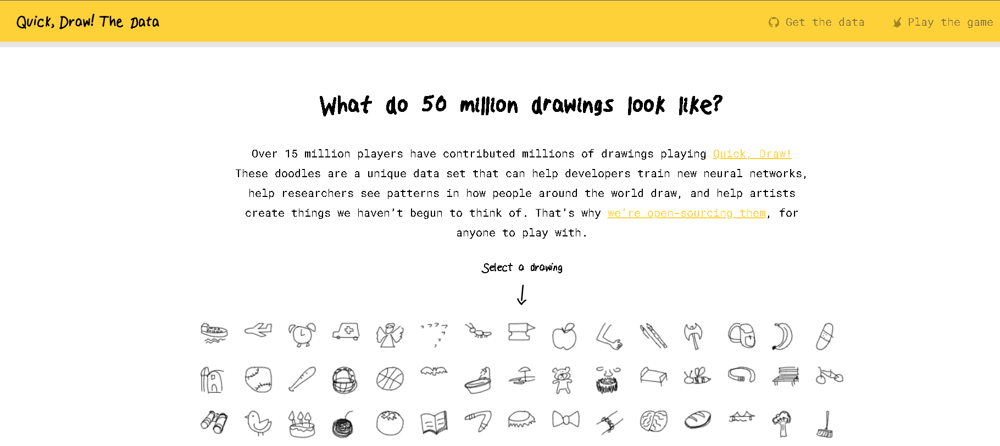 Quick, Draw! The Data
Get the data
Play the game
What do 50 million drawings look like?
Over 15 million players have contributed millions of drawings playing Quick, Draw!
These doodles are a unique data set that can help developers train new neural networks,
help researchers see patterns in how people around the world draw, and help artists
create things we haven’t begun to think of. That’s why we’re open-sourcing them, for
anyone to play with.
Select a drawing